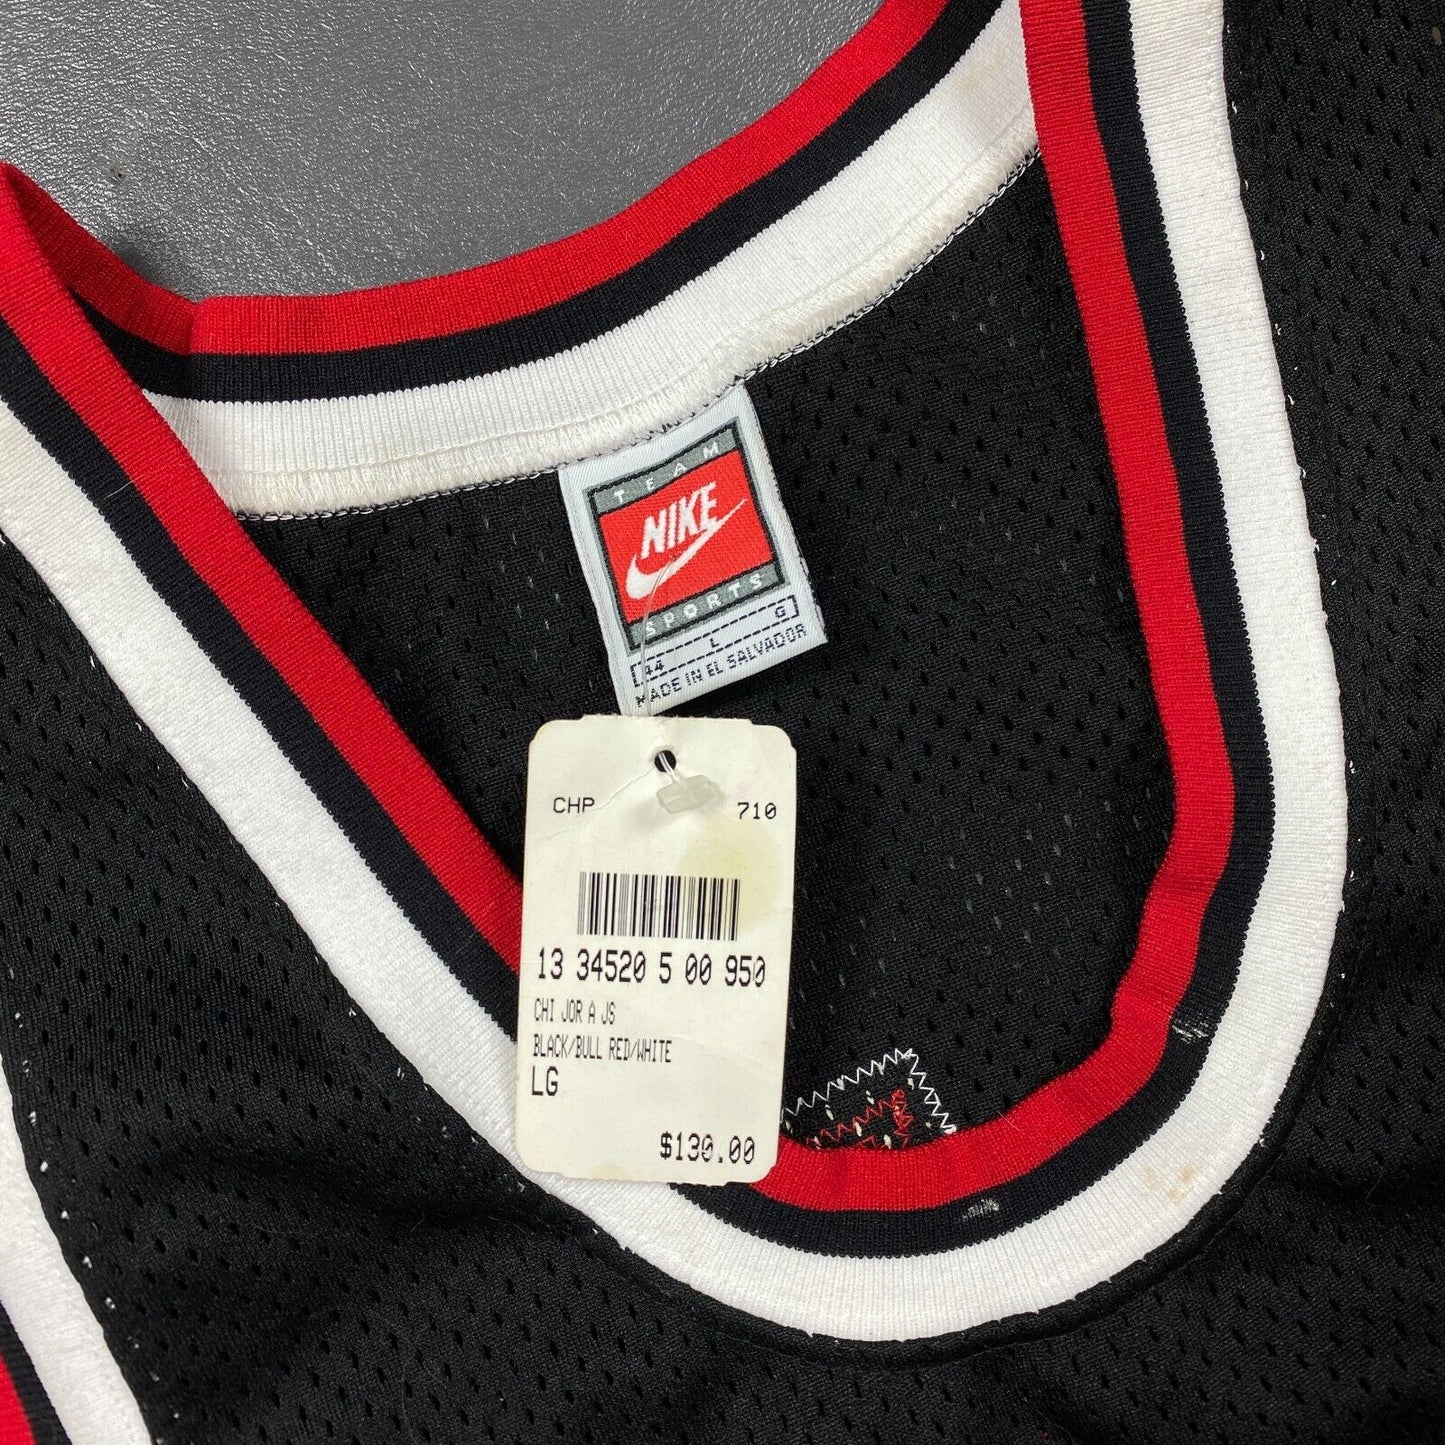 TEAM
NIKE
SPORTS
44 L G
MADE IN EL SALVADOR
CHP 710
13 34520 5 00 950
CHI JOR A JS
BLACK/BULL RED/WHITE
LG
$130.00